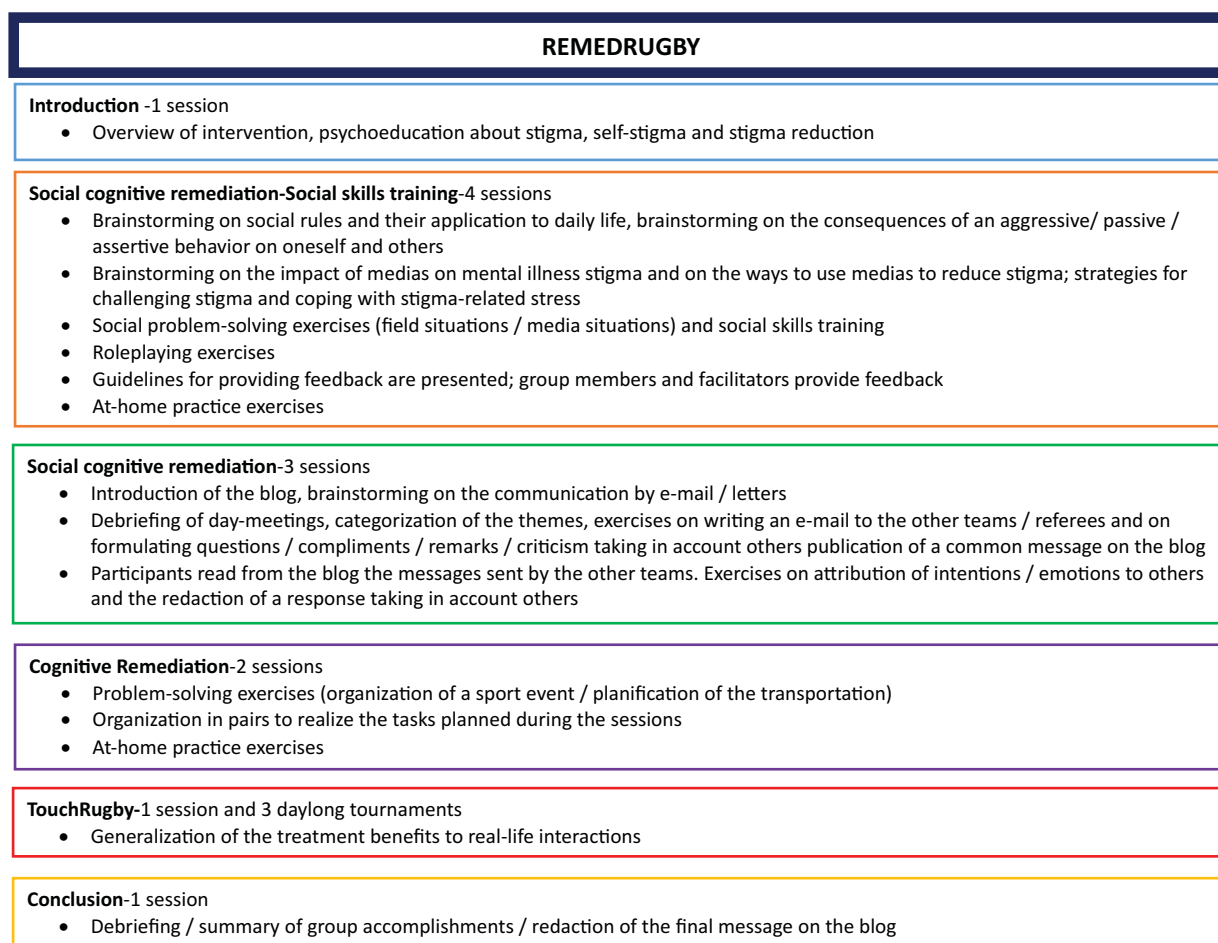 REMEDRUGBY
Introduction -1 session
• Overview of intervention, psychoeducation about stigma, self-stigma and stigma reduction
Social cognitive remediation-Social skills training-4 sessions
• Brainstorming on social rules and their application to daily life, brainstorming on the consequences of an aggressive/ passive /
assertive behavior on oneself and others
• Brainstorming on the impact of medias on mental illness stigma and on the ways to use medias to reduce stigma; strategies for
challenging stigma and coping with stigma-related stress
• Social problem-solving exercises (field situations / media situations) and social skills training
• Roleplaying exercises
• Guidelines for providing feedback are presented; group members and facilitators provide feedback
• At-home practice exercises
Social cognitive remediation-3 sessions
• Introduction of the blog, brainstorming on the communication by e-mail / letters
• Debriefing of day-meetings, categorization of the themes, exercises on writing an e-mail to the other teams / referees and on
formulating questions / compliments / remarks / criticism taking in account others publication of a common message on the blog
• Participants read from the blog the messages sent by the other teams. Exercises on attribution of intentions / emotions to others
and the redaction of a response taking in account others
Cognitive Remediation-2 sessions
• Problem-solving exercises (organization of a sport event / planification of the transportation)
• Organization in pairs to realize the tasks planned during the sessions
• At-home practice exercises
TouchRugby-1 session and 3 daylong tournaments
• Generalization of the treatment benefits to real-life interactions
Conclusion-1 session
• Debriefing / summary of group accomplishments / redaction of the final message on the blog